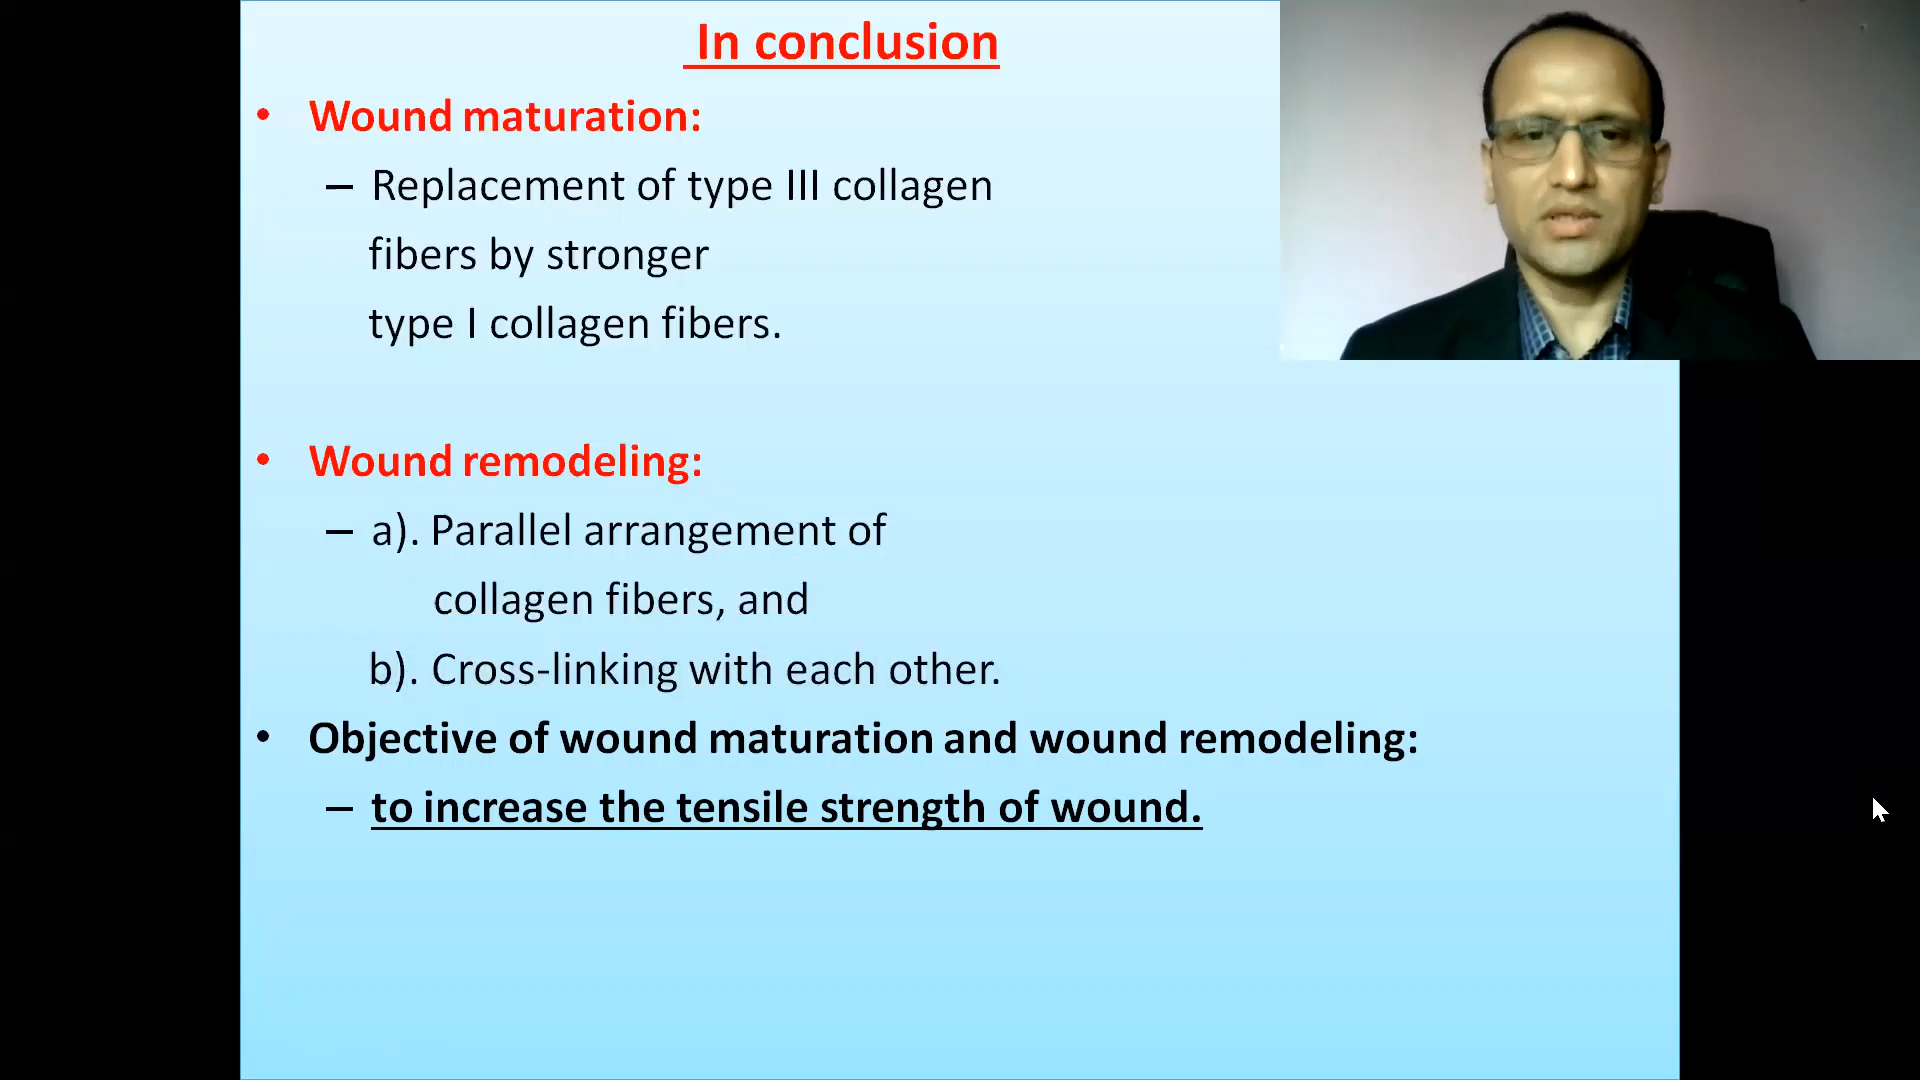 In conclusion
• Wound maturation:
– Replacement of type III collagen
fibers by stronger
type I collagen fibers.
• Wound remodeling:
– a). Parallel arrangement of
collagen fibers, and
b). Cross-linking with each other.
• Objective of wound maturation and wound remodeling:
– to increase the tensile strength of wound.